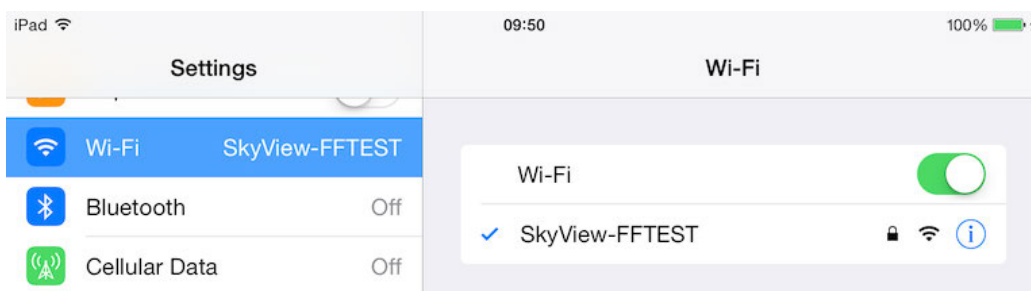 iPad 09:50 100%
Settings Wi-Fi
Wi-Fi SkyView-FFTEST
Wi-Fi
Bluetooth Off
SkyView-FFTEST
Cellular Data Off